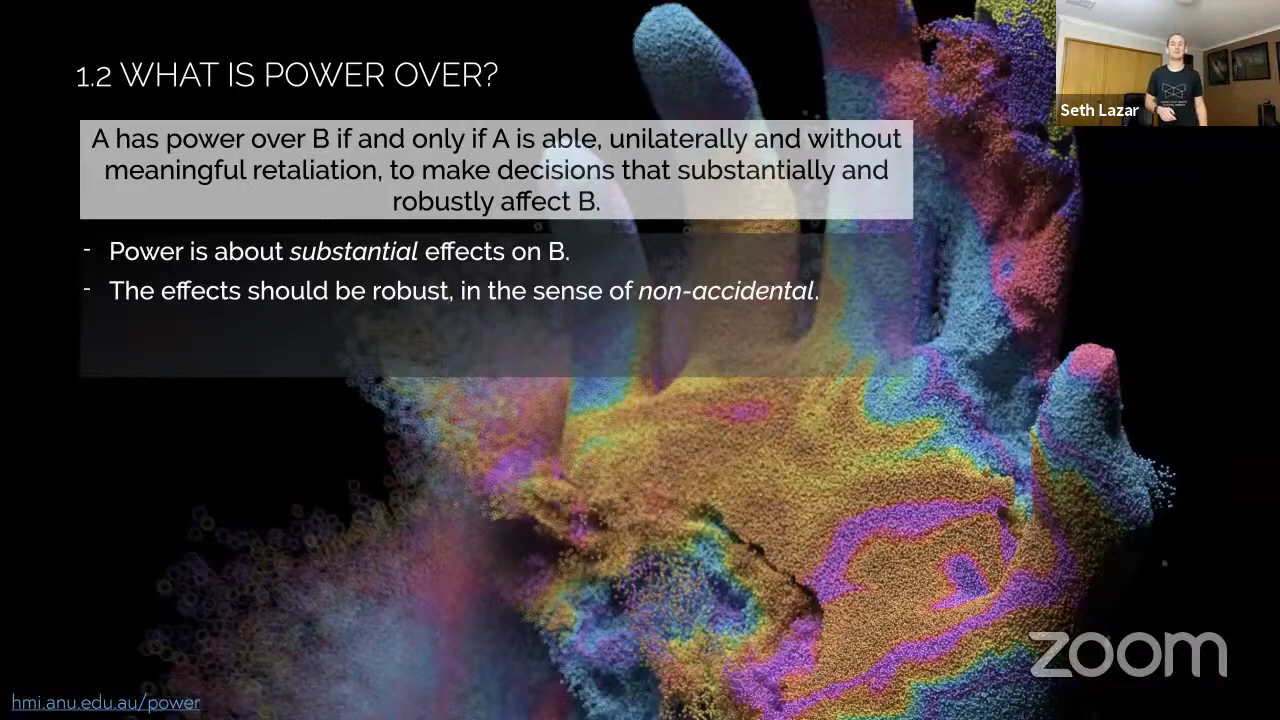 1.2 WHAT IS POWER OVER?
A has power over B if and only if A is able, unilaterally and without
meaningful retaliation, to make decisions that substantially and
robustly affect B.
- Power is about substantial effects on B.
- The effects should be robust, in the sense of non-accidental.
Seth Lazar
zoom
hmi.anu.edu.au/power